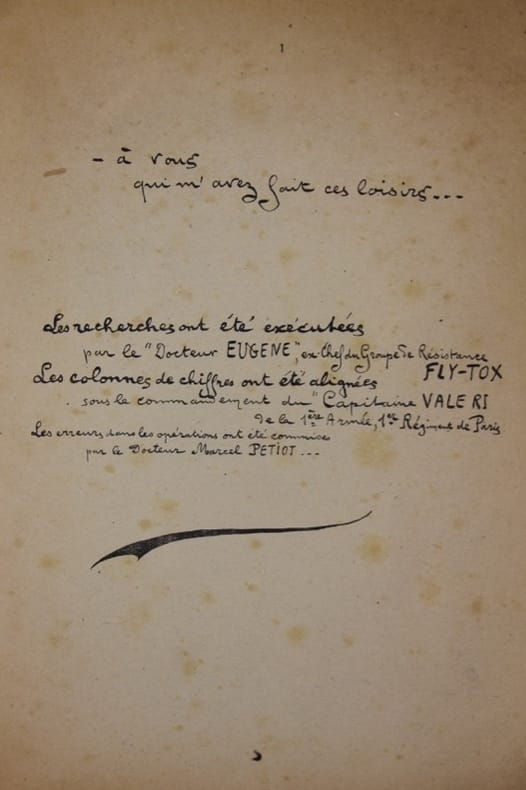 1
- à vous
qui m'avez fait ces loisirs...
Les recherches ont été exécutées
par le "Docteur EUGENE", ex-Chef du Groupe de Résistance
FLY-TOX
Les colonnes de chiffres ont été alignées
sous le commandement du "Capitaine VALERI
de la 1ère Armée, 1er Régiment de Paris
Les erreurs dans les opérations ont été commises
par le Docteur Marcel PETIOT...